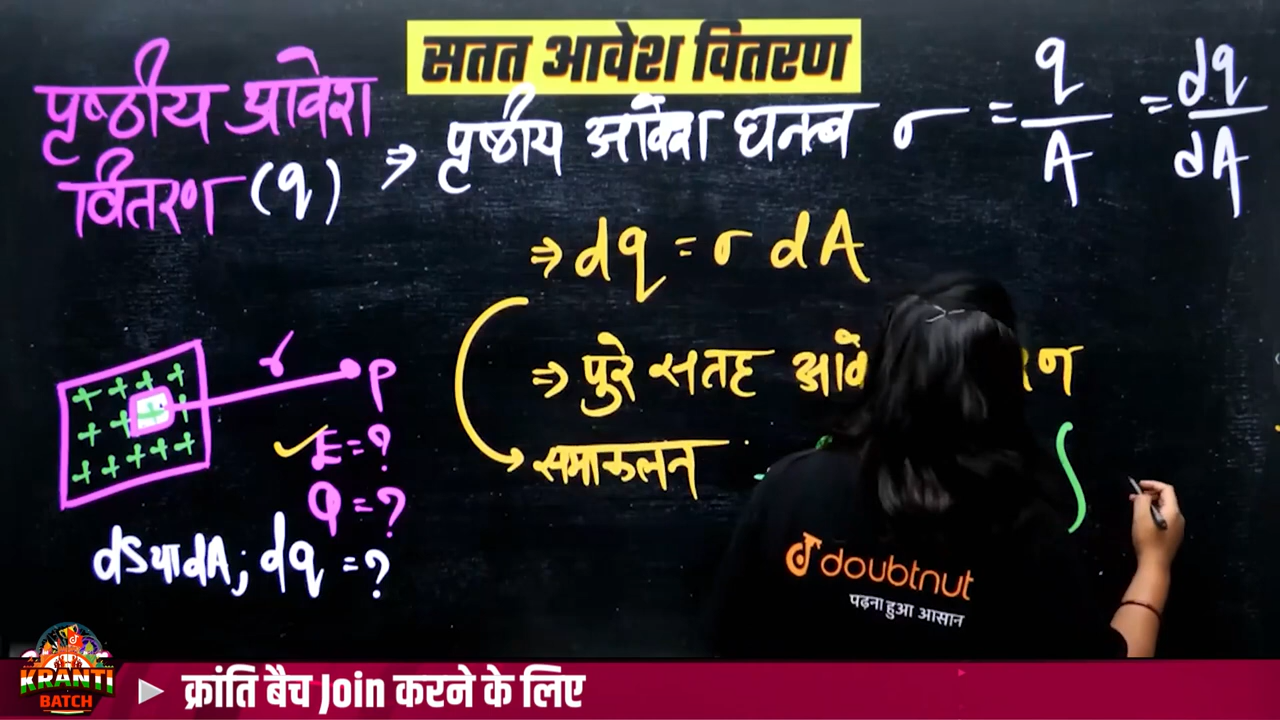 सतत आवेश वितरण
पृष्ठीय आवेश
वितरण (q)
⇒ पृष्ठीय आवेश घनत्व σ = q/A = dq/dA
⇒ dq = σ dA
⇒ पुरे सतह
समाकलन
r
P
E = ?
Q = ?
dS या dA ; dq = ?
∫
doubtnut
पढ़ना हुआ आसान
KRANTI
BATCH
क्रांति बैच Join करने के लिए